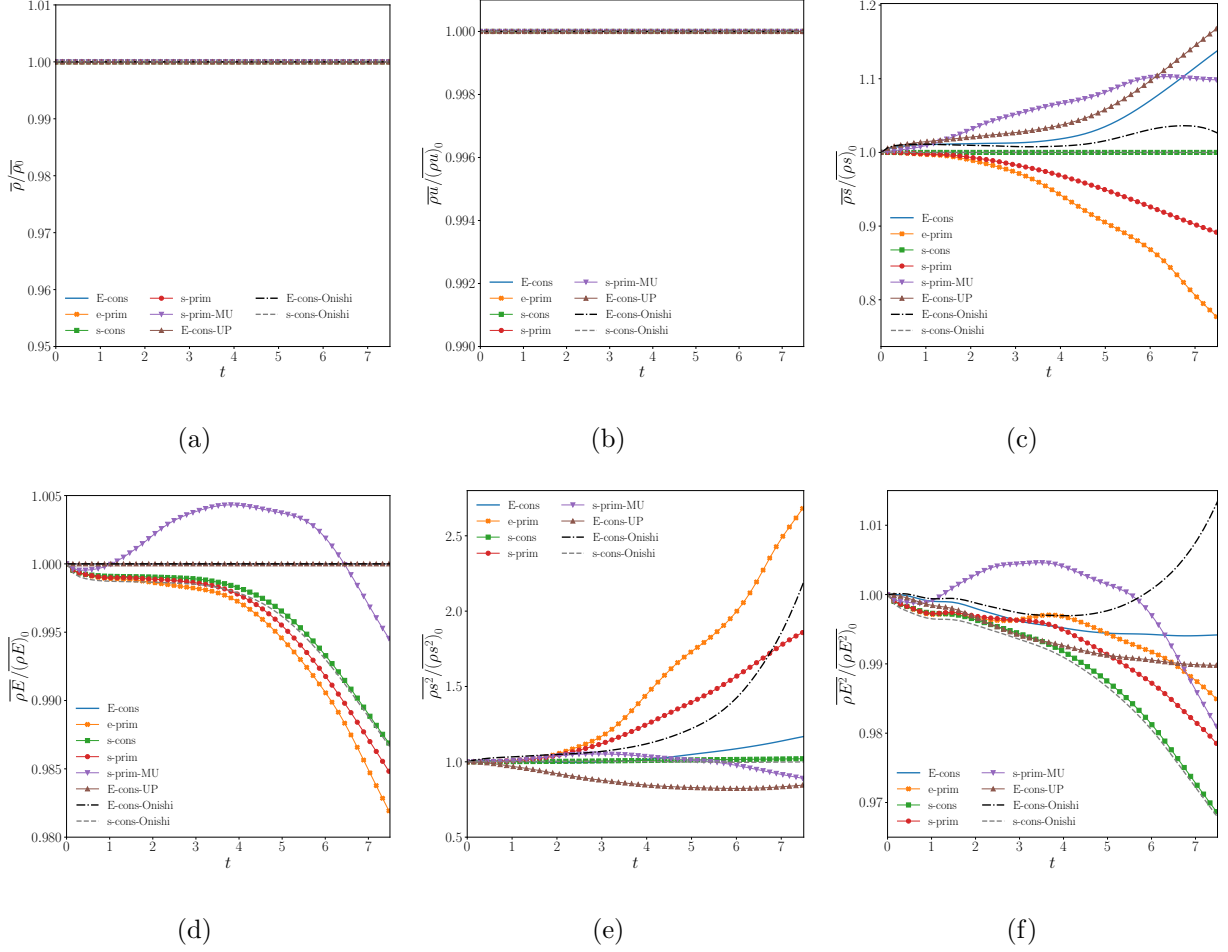 1.01
1.00
0.99
0.98
0.97
0.96
0.95
0 1 2 3 4 5 6 7
t
ρ̅/ρ̅₀
E-cons
e-prim
s-cons
s-prim
s-prim-MU
E-cons-UP
E-cons-Onishi
s-cons-Onishi
(a)
1.000
0.998
0.996
0.994
0.992
0.990
0 1 2 3 4 5 6 7
t
ρu/(ρu)₀
E-cons
e-prim
s-cons
s-prim
s-prim-MU
E-cons-UP
E-cons-Onishi
s-cons-Onishi
(b)
1.2
1.1
1.0
0.9
0.8
0 1 2 3 4 5 6 7
t
ρs/(ρs)₀
E-cons
e-prim
s-cons
s-prim
s-prim-MU
E-cons-UP
E-cons-Onishi
s-cons-Onishi
(c)
1.005
1.000
0.995
0.990
0.985
0.980
0 1 2 3 4 5 6 7
t
ρE/(ρE)₀
E-cons
e-prim
s-cons
s-prim
s-prim-MU
E-cons-UP
E-cons-Onishi
s-cons-Onishi
(d)
2.5
2.0
1.5
1.0
0.5
0 1 2 3 4 5 6 7
t
ρs²/(ρs²)₀
E-cons
e-prim
s-cons
s-prim
s-prim-MU
E-cons-UP
E-cons-Onishi
s-cons-Onishi
(e)
1.01
1.00
0.99
0.98
0.97
0 1 2 3 4 5 6 7
t
ρE²/(ρE²)₀
E-cons
e-prim
s-cons
s-prim
s-prim-MU
E-cons-UP
E-cons-Onishi
s-cons-Onishi
(f)